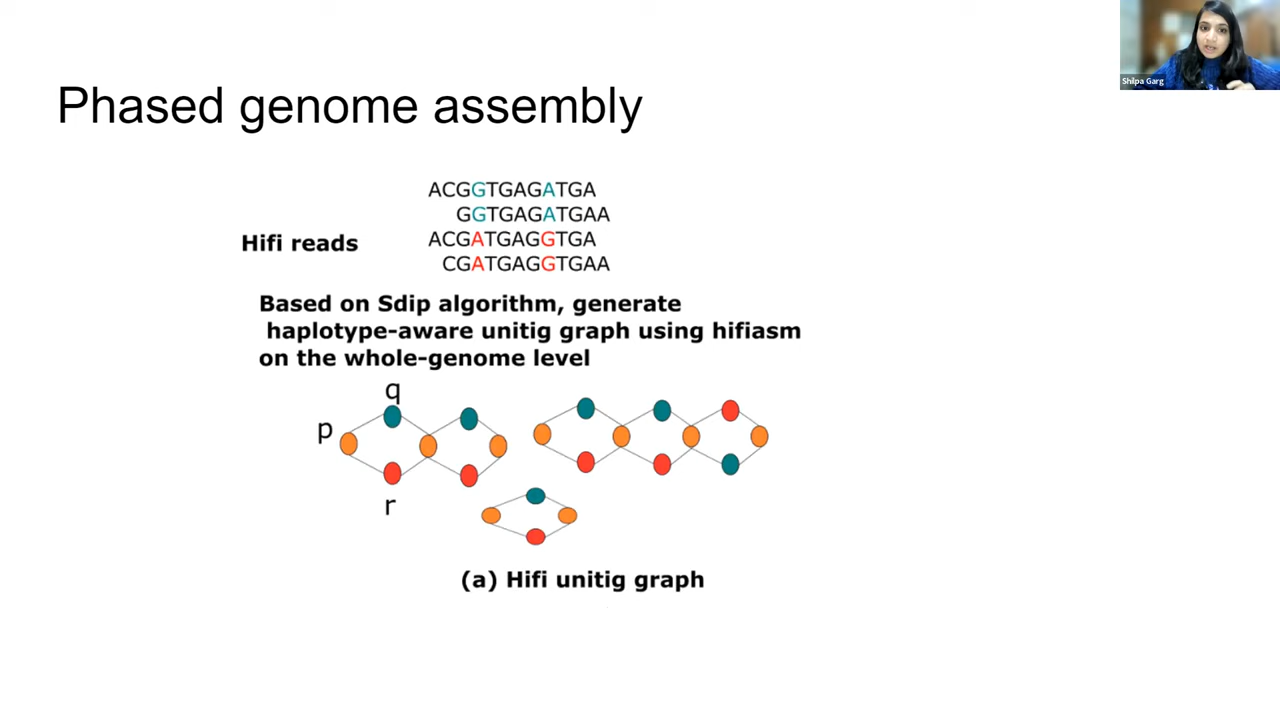 Shilpa Garg
Phased genome assembly
ACGGTGAGATGA
GGTGAGATGAA
Hifi reads
ACGATGAGGTGA
CGATGAGGTGAA
Based on Sdip algorithm, generate
haplotype-aware unitig graph using hifiasm
on the whole-genome level
q
p
r
(a) Hifi unitig graph